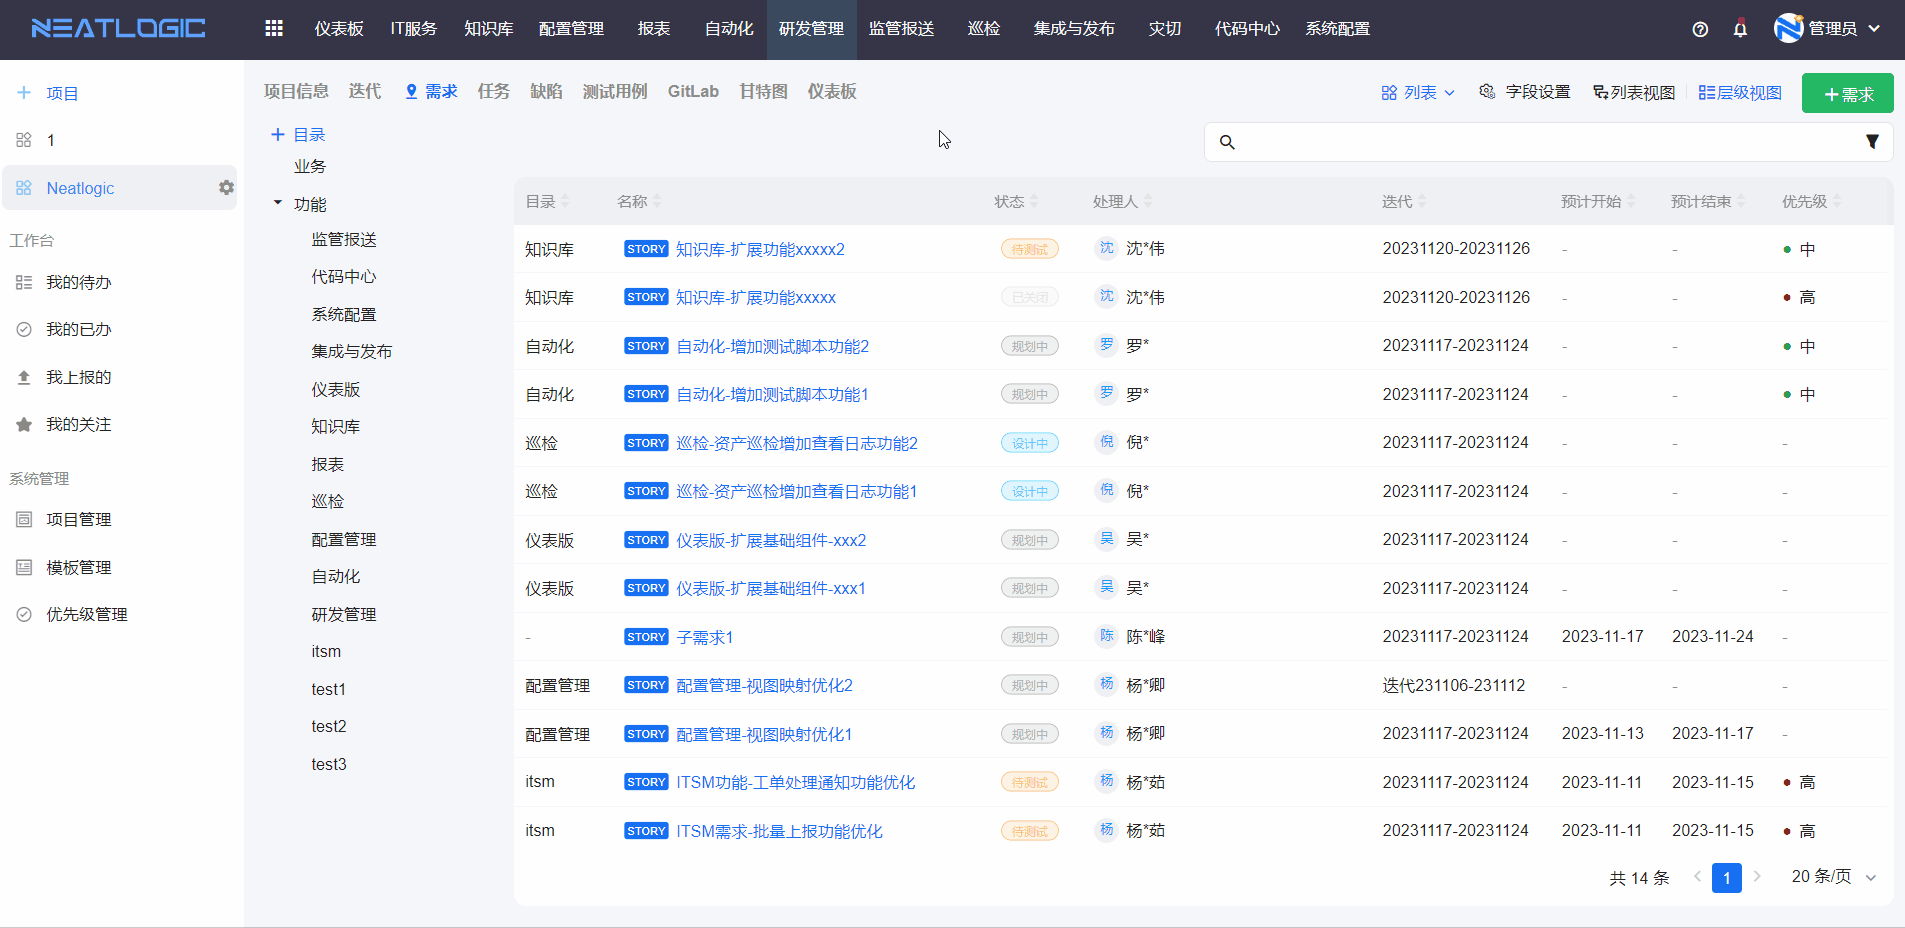 NEATLOGIC 仪表板 IT服务 知识库 配置管理 报表 自动化 研发管理 监管报送 巡检 集成与发布 灾切 代码中心 系统配置 管理员
项目
1
Neatlogic
工作台
我的待办
我的已办
我上报的
我的关注
系统管理
项目管理
模板管理
优先级管理
项目信息 迭代 需求 任务 缺陷 测试用例 GitLab 甘特图 仪表板
列表 字段设置 列表视图 层级视图 +需求
+ 目录
业务
功能
监管报送
代码中心
系统配置
集成与发布
仪表版
知识库
报表
巡检
配置管理
自动化
研发管理
itsm
test1
test2
test3
目录 名称 状态 处理人 迭代 预计开始 预计结束 优先级
知识库 STORY 知识库-扩展功能xxxxx2 待测试 沈 沈*伟 20231120-20231126 - - 中
知识库 STORY 知识库-扩展功能xxxxx 已关闭 沈 沈*伟 20231120-20231126 - - 高
自动化 STORY 自动化-增加测试脚本功能2 规划中 罗 罗* 20231117-20231124 - - 中
自动化 STORY 自动化-增加测试脚本功能1 规划中 罗 罗* 20231117-20231124 - - 中
巡检 STORY 巡检-资产巡检增加查看日志功能2 设计中 倪 倪* 20231117-20231124 - - -
巡检 STORY 巡检-资产巡检增加查看日志功能1 设计中 倪 倪* 20231117-20231124 - - -
仪表版 STORY 仪表版-扩展基础组件-xxx2 规划中 吴 吴* 20231117-20231124 - - -
仪表版 STORY 仪表版-扩展基础组件-xxx1 规划中 吴 吴* 20231117-20231124 - - -
- STORY 子需求1 规划中 陈 陈*峰 20231117-20231124 2023-11-17 2023-11-24 -
配置管理 STORY 配置管理-视图映射优化2 规划中 杨 杨*卿 迭代231106-231112 - - -
配置管理 STORY 配置管理-视图映射优化1 规划中 杨 杨*卿 20231117-20231124 2023-11-13 2023-11-17 -
itsm STORY ITSM功能-工单处理通知功能优化 待测试 杨 杨*茹 20231117-20231124 2023-11-11 2023-11-15 高
itsm STORY ITSM需求-批量上报功能优化 待测试 杨 杨*茹 20231117-20231124 2023-11-11 2023-11-15 高
共 14 条 1 20 条/页